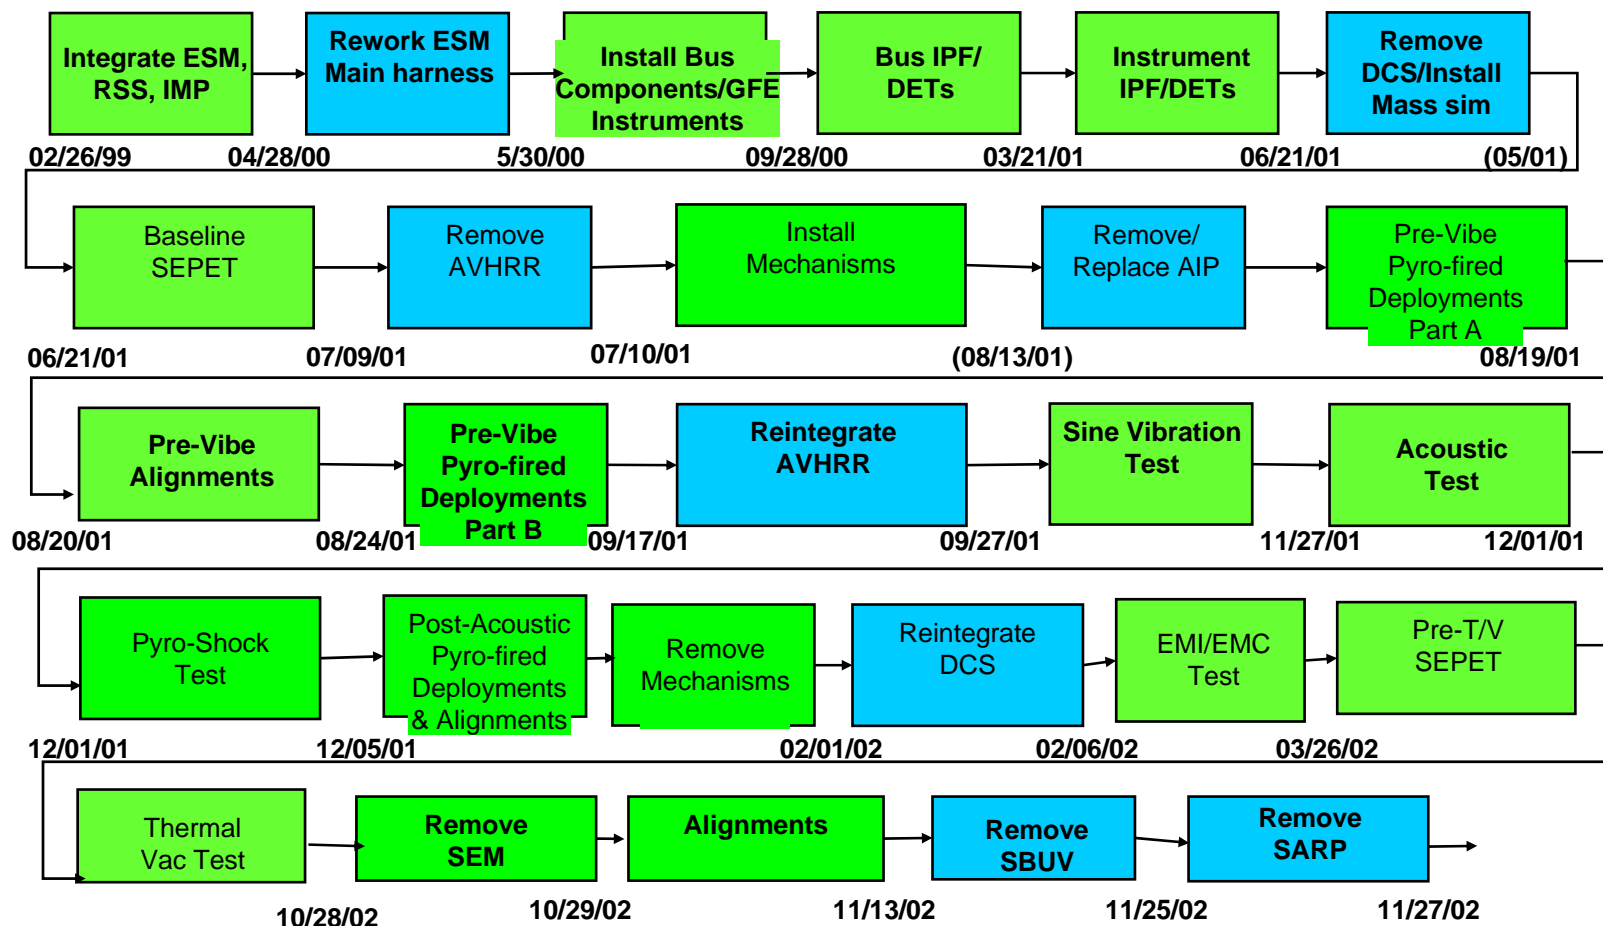 Integrate ESM,
RSS, IMP
Rework ESM
Main harness
Install Bus
Components/GFE
Instruments
Bus IPF/
DETs
Instrument
IPF/DETs
Remove
DCS/Install
Mass sim
02/26/99
04/28/00
5/30/00
09/28/00
03/21/01
06/21/01
(05/01)
Baseline
SEPET
Remove
AVHRR
Install
Mechanisms
Remove/
Replace AIP
Pre-Vibe
Pyro-fired
Deployments
Part A
06/21/01
07/09/01
07/10/01
(08/13/01)
08/19/01
Pre-Vibe
Alignments
Pre-Vibe
Pyro-fired
Deployments
Part B
Reintegrate
AVHRR
Sine Vibration
Test
Acoustic
Test
08/20/01
08/24/01
09/17/01
09/27/01
11/27/01
12/01/01
Pyro-Shock
Test
Post-Acoustic
Pyro-fired
Deployments
& Alignments
Remove
Mechanisms
Reintegrate
DCS
EMI/EMC
Test
Pre-T/V
SEPET
12/01/01
12/05/01
02/01/02
02/06/02
03/26/02
Thermal
Vac Test
Remove
SEM
Alignments
Remove
SBUV
Remove
SARP
10/28/02
10/29/02
11/13/02
11/25/02
11/27/02